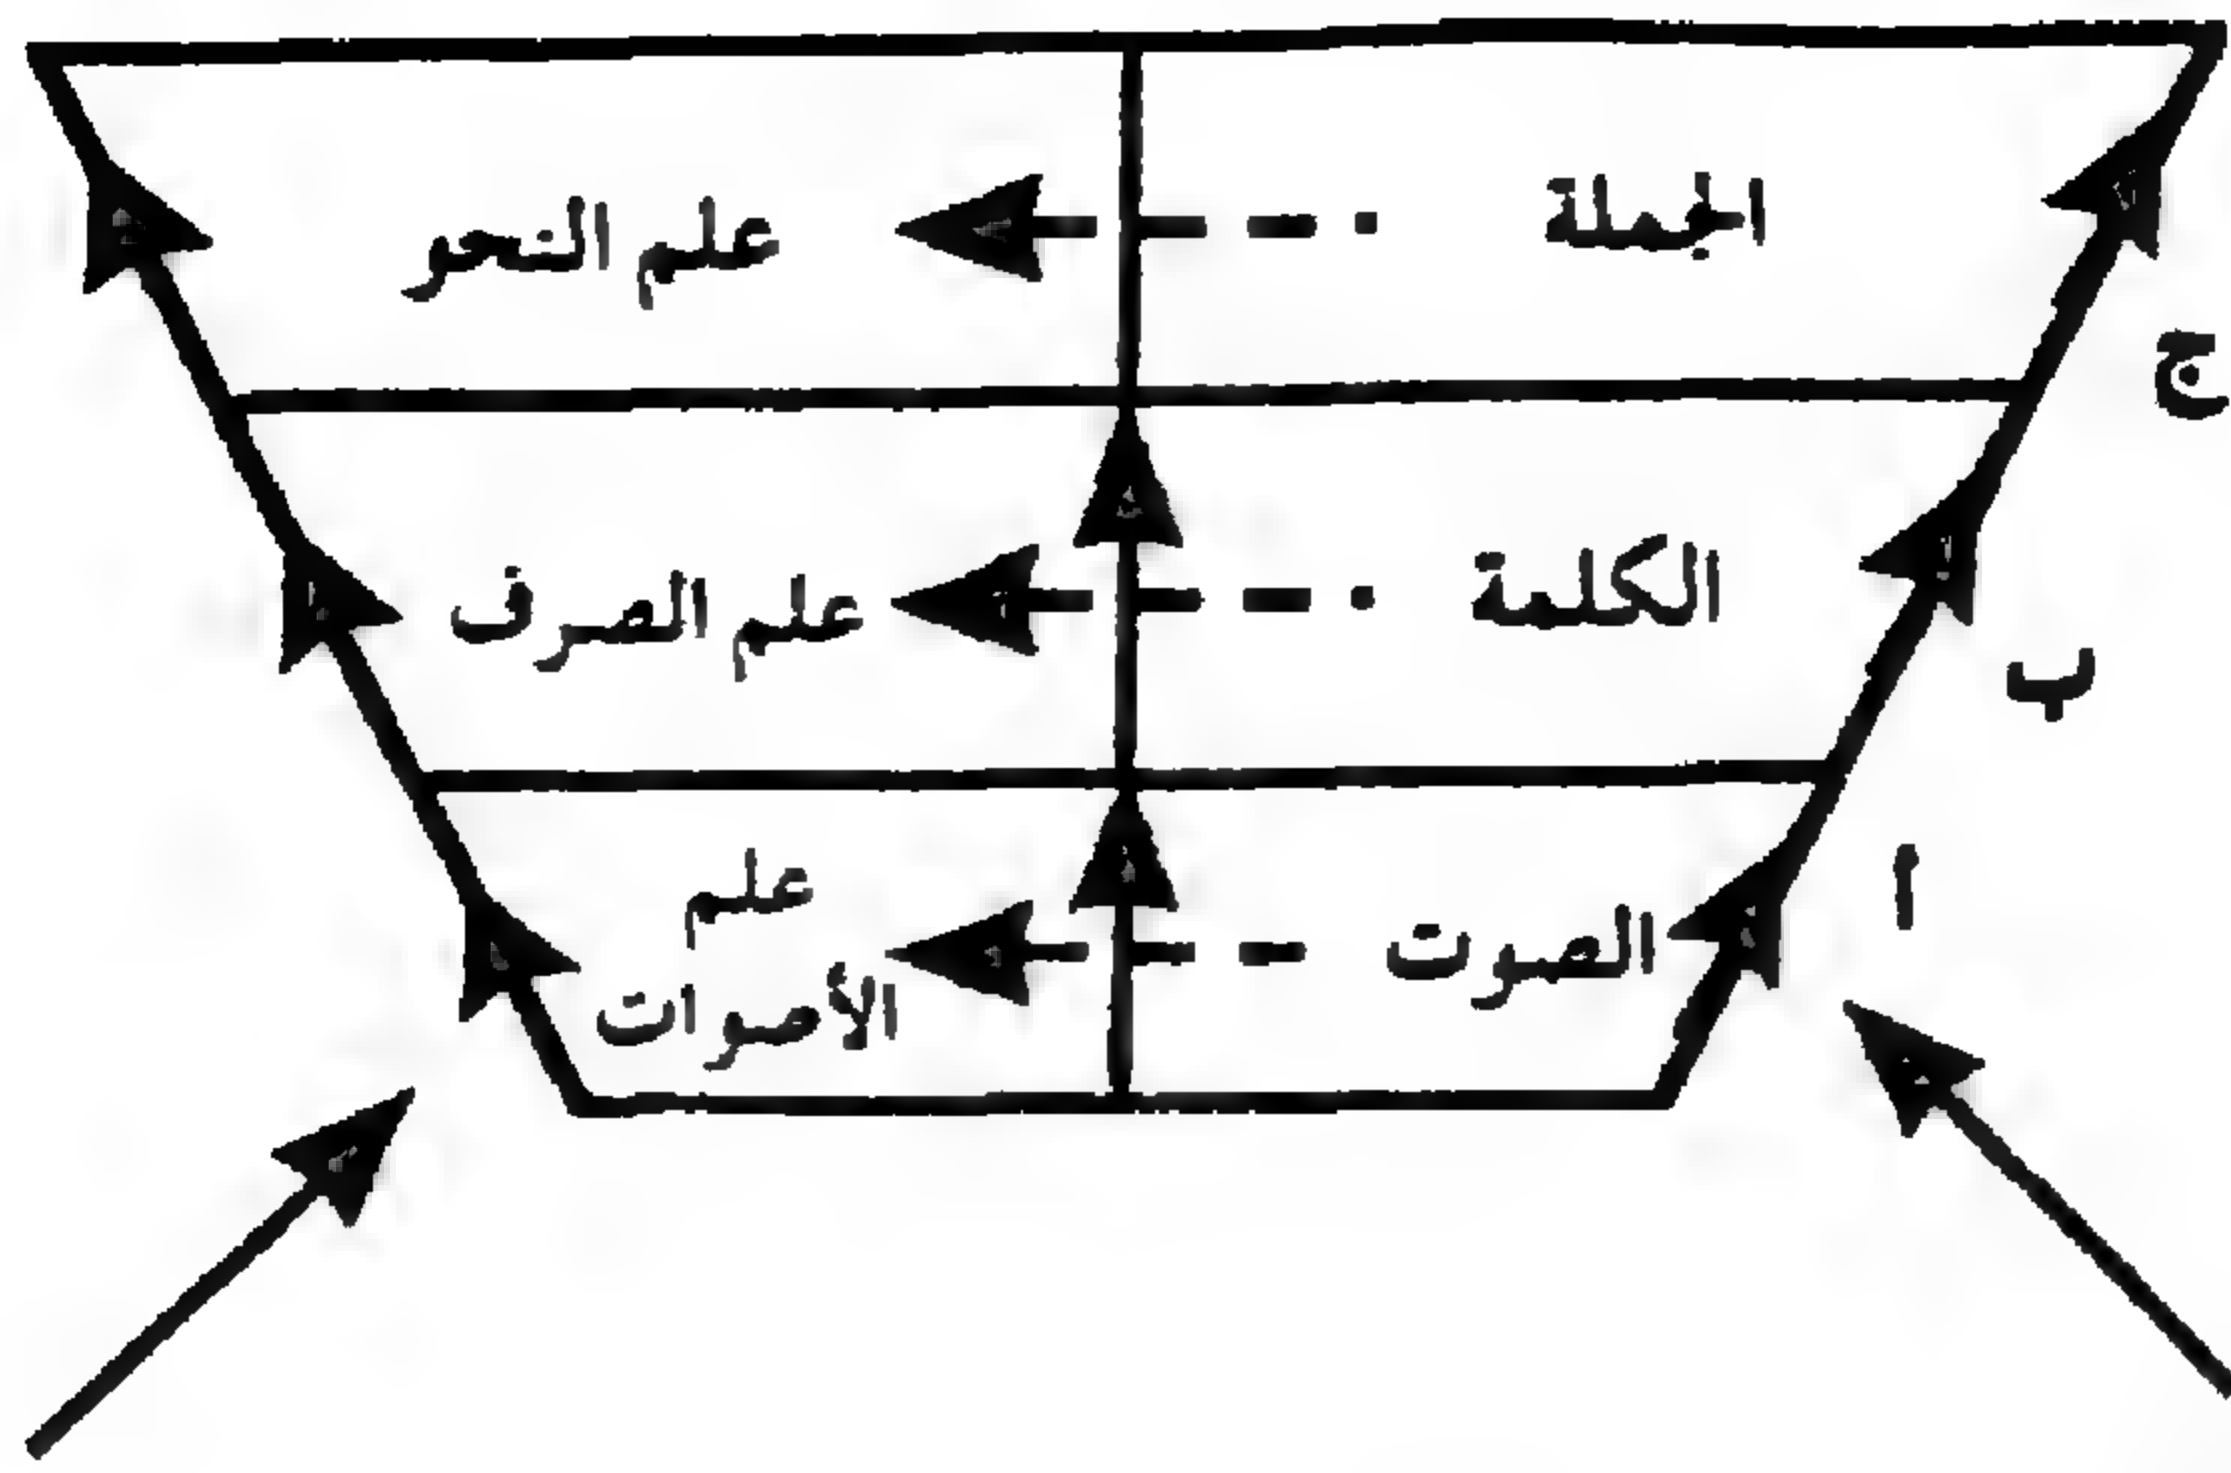 الجملة
علم النحو
ج
الكلمة
علم الصرف
ب
أ
الصوت
علم
الأصوات